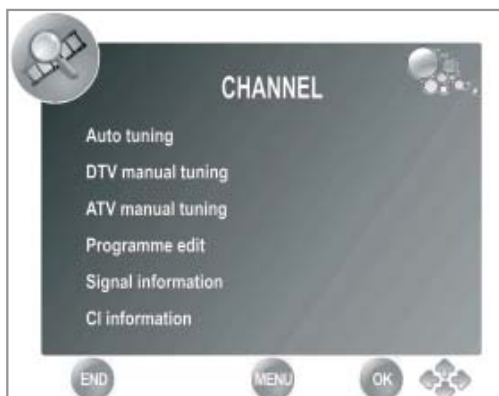 CHANNEL
Auto tuning
DTV manual tuning
ATV manual tuning
Programme edit
Signal information
CI information
END MENU OK